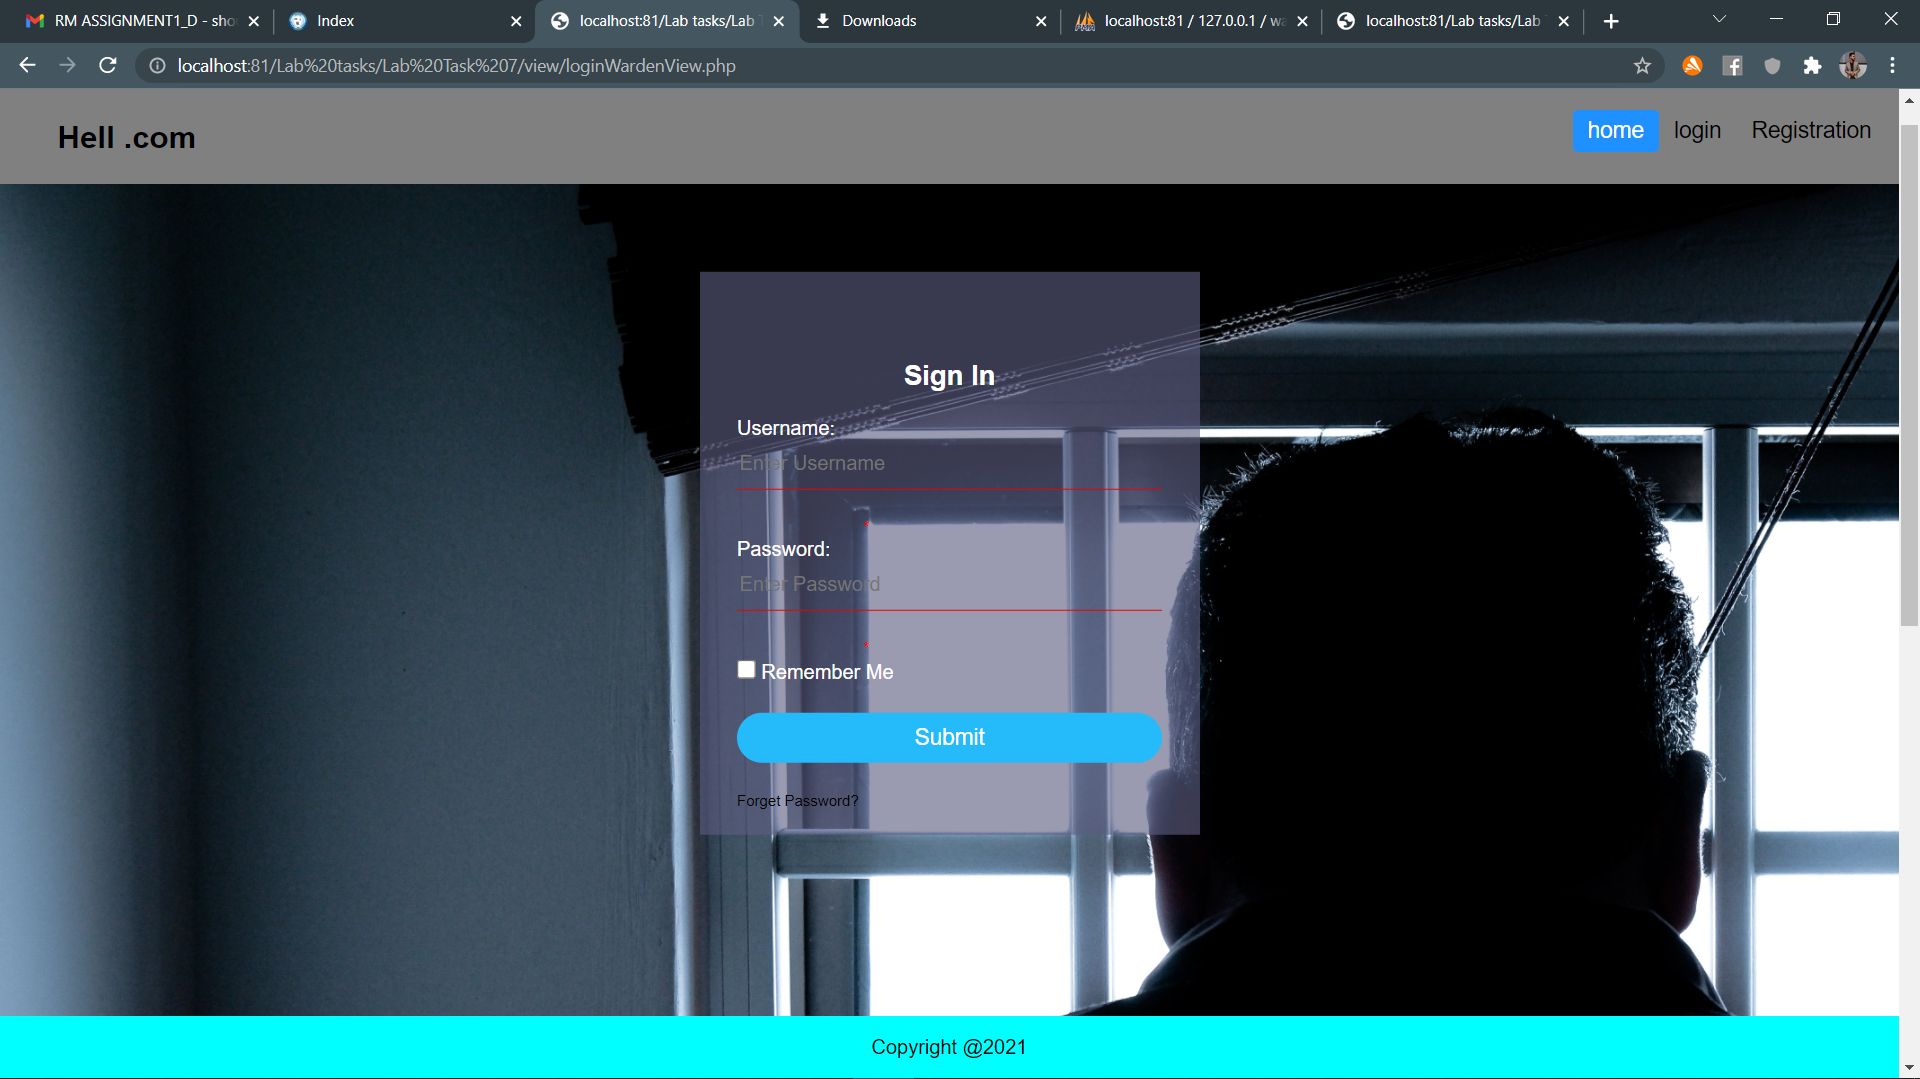 RM ASSIGNMENT1_D - sho
Index
localhost:81/Lab tasks/Lab
Downloads
localhost:81 / 127.0.0.1 / wa
localhost:81/Lab tasks/Lab
localhost:81/Lab%20tasks/Lab%20Task%207/view/loginWardenView.php
Hell .com
home
login
Registration
Sign In
Username:
Enter Username
*
Password:
Enter Password
*
Remember Me
Submit
Forget Password?
Copyright @2021